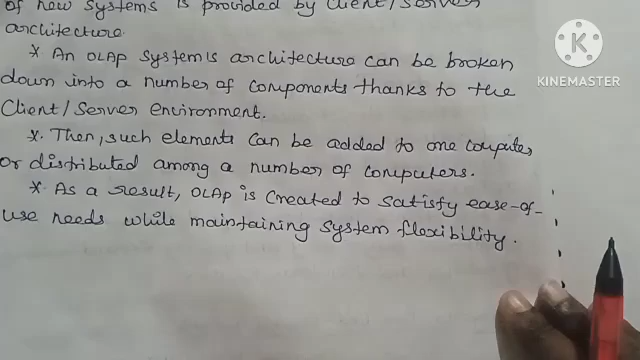 of new systems is provided by Client/Server
architecture.
* An OLAP system's architecture can be broken
down into a number of components thanks to the
Client/Server environment.
*. Then, such elements can be added to one computer,
or distributed among a number of computers.
* As a result, OLAP is created to satisfy ease-of-
use needs while maintaining system flexibility.
K
KINEMASTER